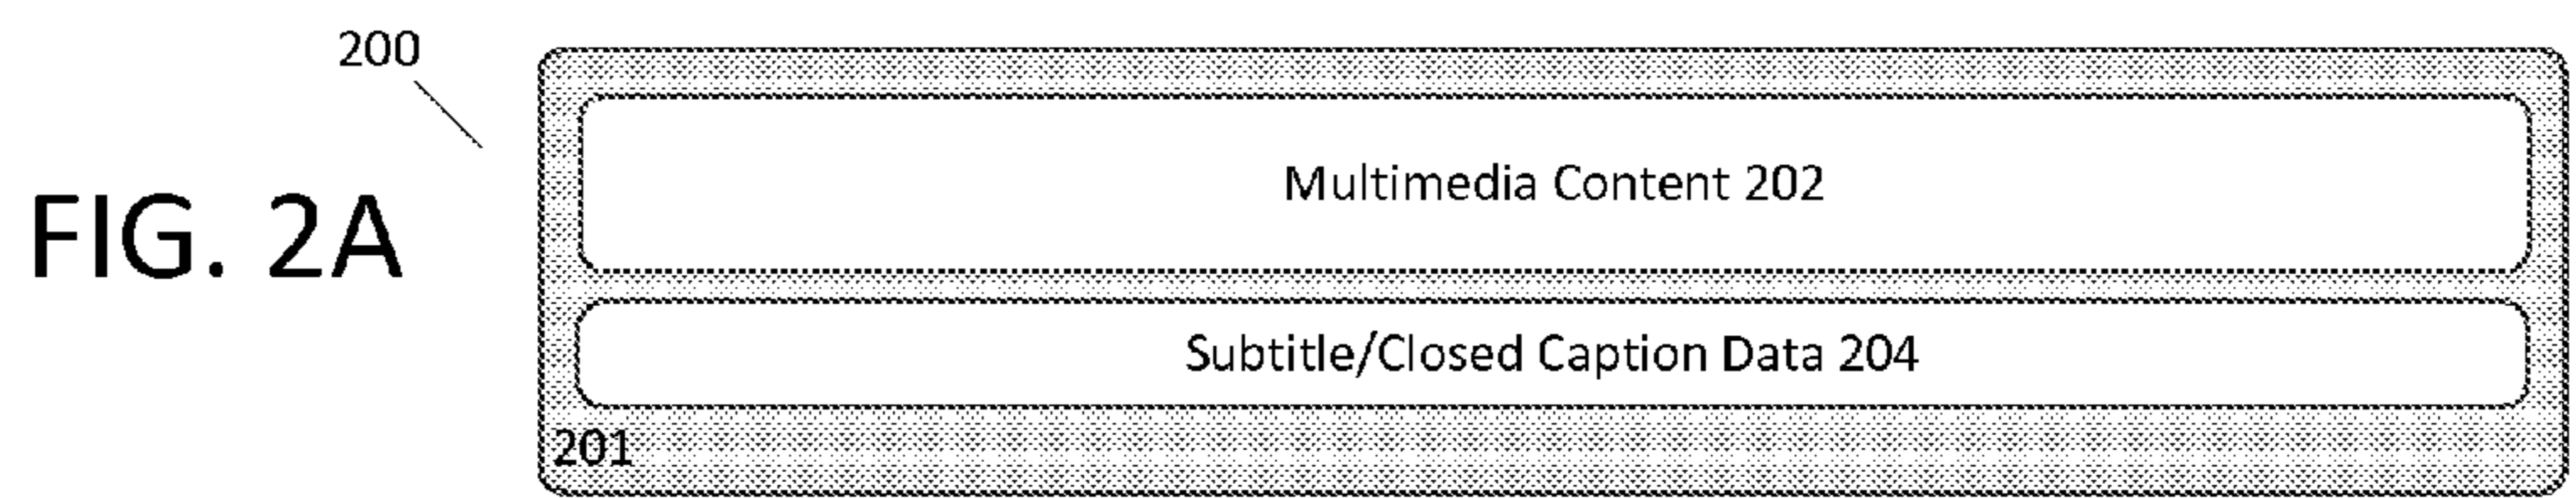 200
FIG. 2A
Multimedia Content 202
Subtitle/Closed Caption Data 204
201